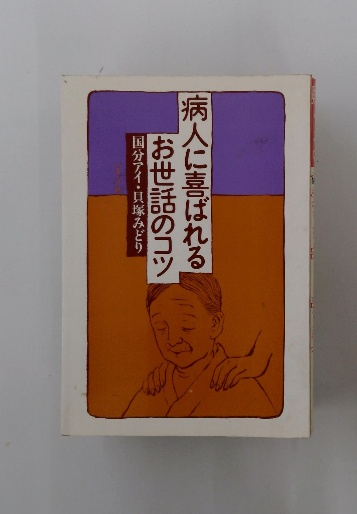 病人に喜ばれる
お世話のコツ
国分アイ・貝塚みどり